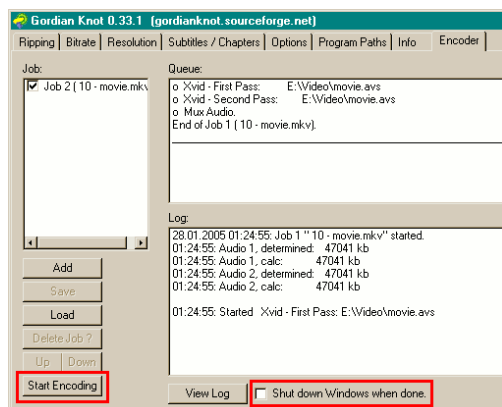 Gordian Knot 0.33.1 (gordianknot.sourceforge.net)
Ripping Bitrate Resolution Subtitles / Chapters Options Program Paths Info Encoder
Job:
Job 2 ( 10 - movie.mkv
Queue:
o Xvid - First Pass: E:\Video\movie.avs
o Xvid - Second Pass: E:\Video\movie.avs
o Mux Audio.
End of Job 1 ( 10 - movie.mkv).
Log:
28.01.2005 01:24:55: Job 1 " 10 - movie.mkv" started.
01:24:55: Audio 1, determined: 47041 kb
01:24:55: Audio 1, calc: 47041 kb
01:24:55: Audio 2, determined: 47041 kb
01:24:55: Audio 2, calc: 47041 kb
01:24:55: Started Xvid - First Pass: E:\Video\movie.avs
Add
Save
Load
Delete Job ?
Up Down
Start Encoding
View Log
Shut down Windows when done.